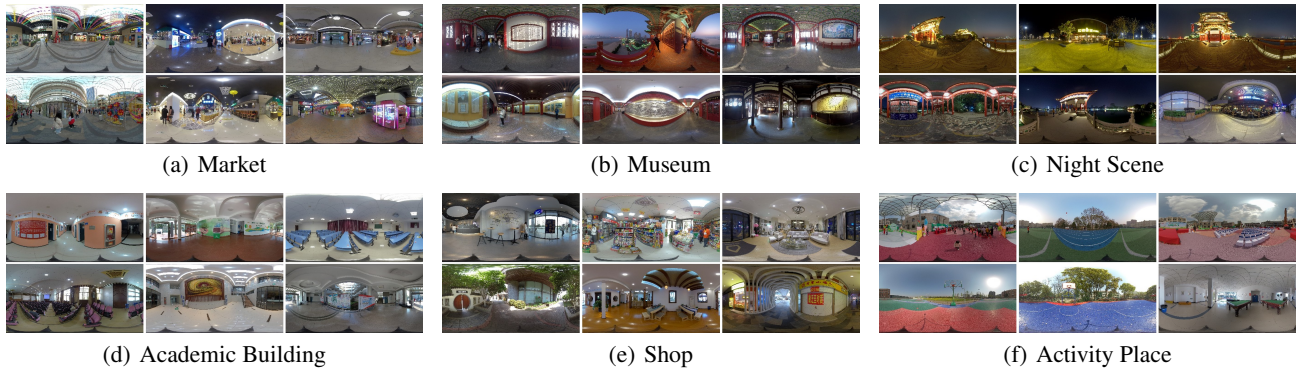 (a) Market
(b) Museum
(c) Night Scene
(d) Academic Building
(e) Shop
(f) Activity Place